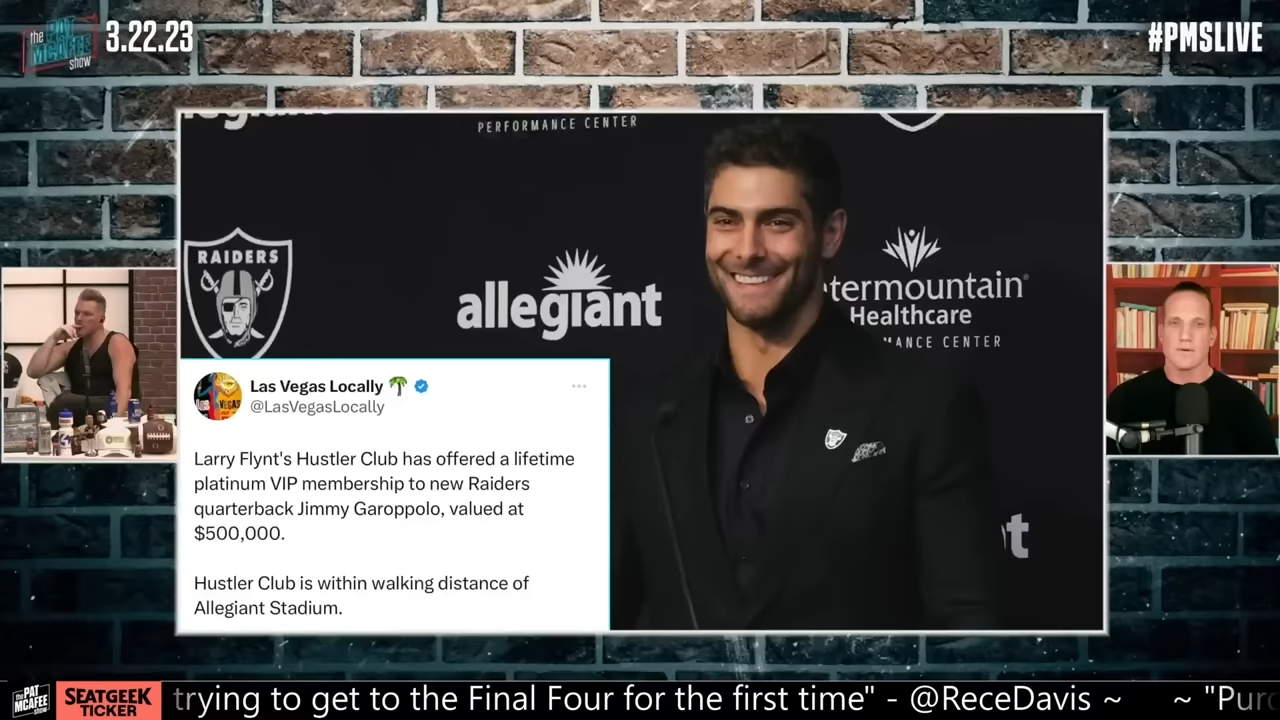 the
PAT
MCAFEE
show
3.22.23
#PMSLIVE
PERFORMANCE CENTER
RAIDERS
allegiant
termountain
Healthcare
MANCE CENTER
Las Vegas Locally 🌴
@LasVegasLocally
Larry Flynt's Hustler Club has offered a lifetime
platinum VIP membership to new Raiders
quarterback Jimmy Garoppolo, valued at
$500,000.
Hustler Club is within walking distance of
Allegiant Stadium.
the PAT
MCAFEE
show
SEATGEEK
TICKER
trying to get to the Final Four for the first time" - @ReceDavis ~ ~ "Purd